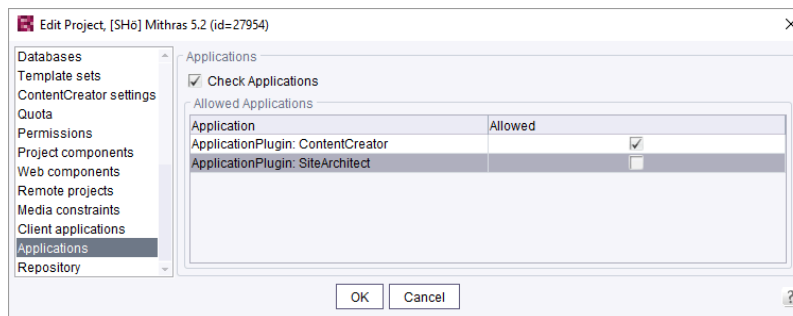 Edit Project, [SHô] Mithras 5.2 (id=27954)
Databases
Template sets
ContentCreator settings
Quota
Permissions
Project components
Web components
Remote projects
Media constraints
Client applications
Applications
Repository
Applications
Check Applications
Allowed Applications
Application Allowed
ApplicationPlugin: ContentCreator
ApplicationPlugin: SiteArchitect
OK Cancel
?